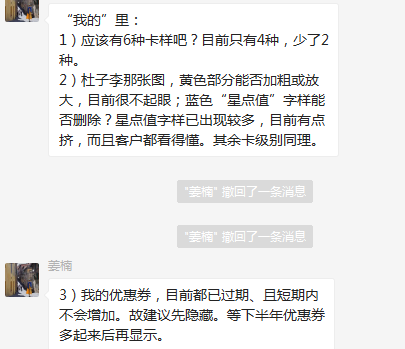 “我的”里：
1）应该有6种卡样吧？目前只有4种，少了2
种。
2）杜子李那张图，黄色部分能否加粗或放
大，目前很不起眼；蓝色“星点值”字样能
否删除？星点值字样已出现较多，目前有点
挤，而且客户都看得懂。其余卡级别同理。
"姜楠" 撤回了一条消息
"姜楠" 撤回了一条消息
姜楠
3）我的优惠券，目前都已过期、且短期内
不会增加。故建议先隐藏。等下半年优惠券
多起来后再显示。